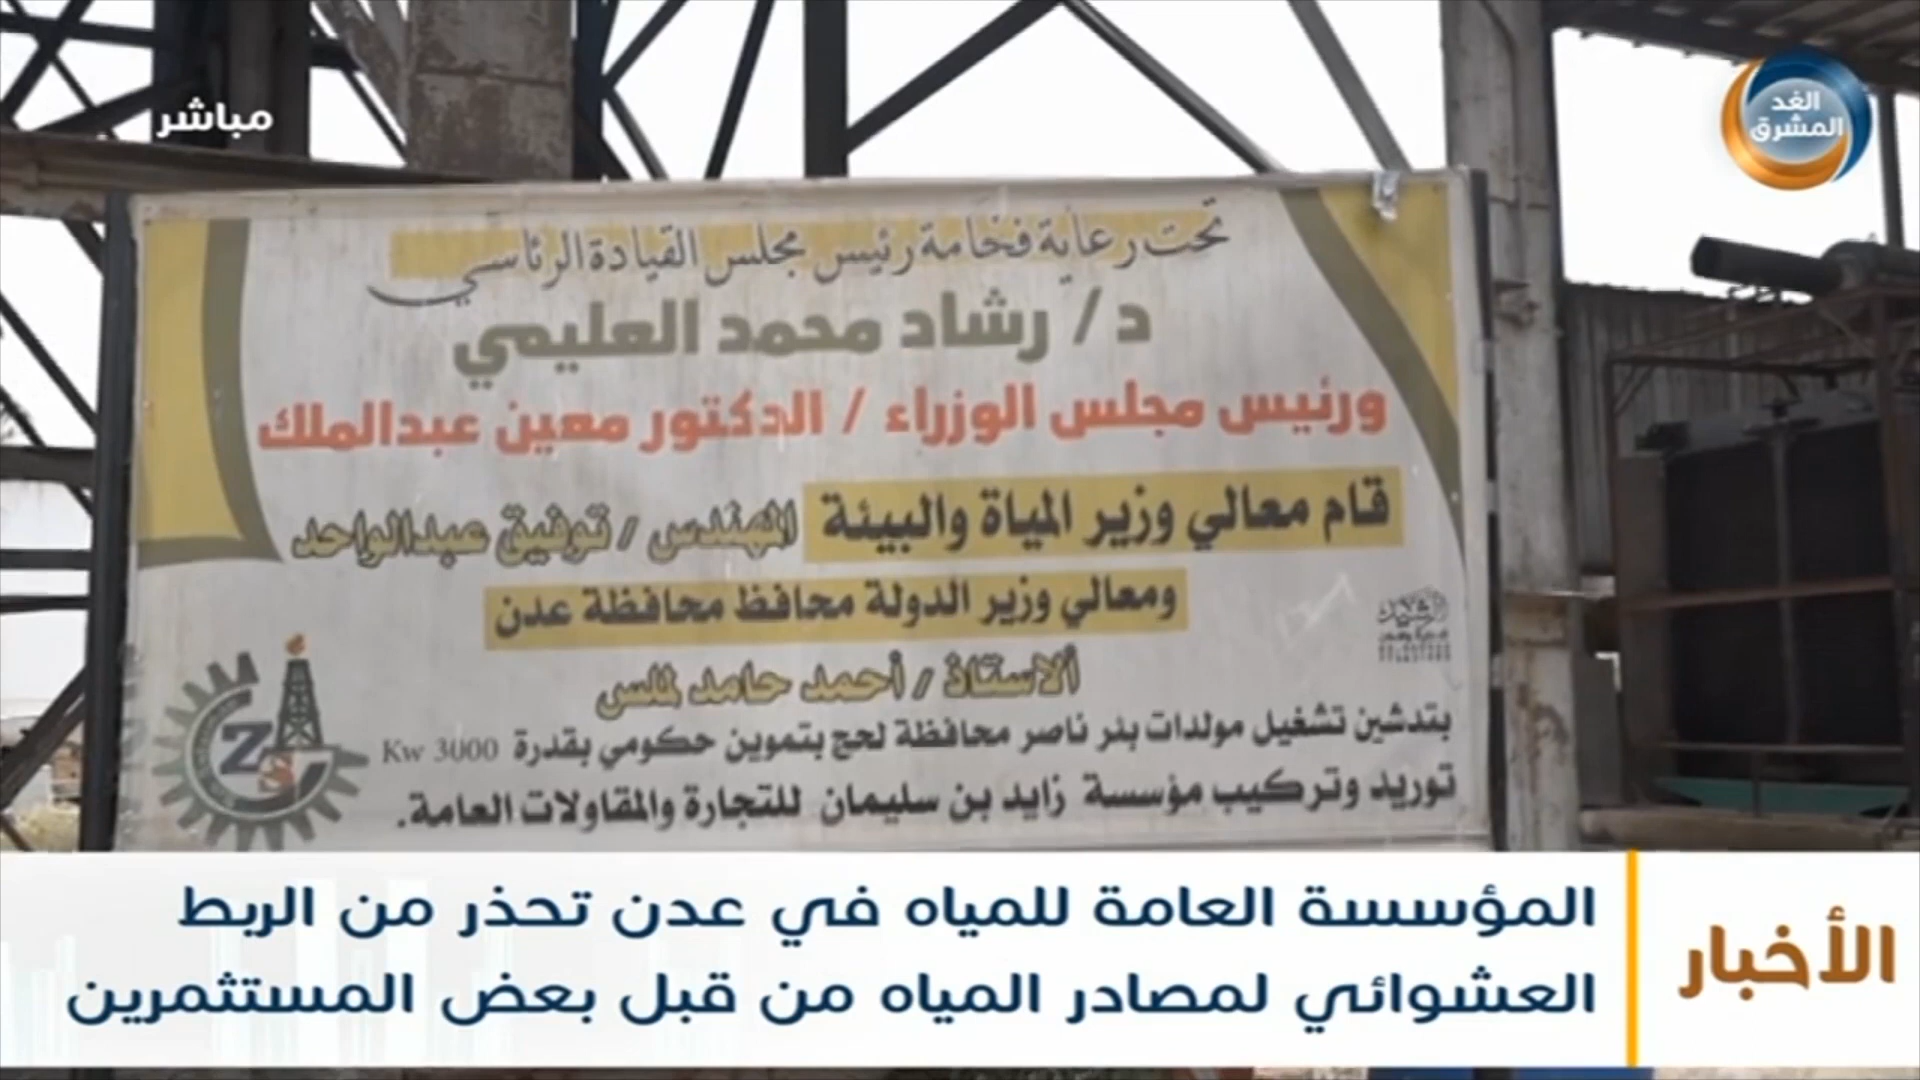 مباشر
الغد
المشرق
تحت رعاية فخامة رئيس مجلس القيادة الرئاسي
د/ رشاد محمد العليمي
ورئيس مجلس الوزراء / الدكتور معين عبدالملك
قام معالي وزير المياة والبيئة المهندس / توفيق عبدالواحد
ومعالي وزير الدولة محافظ محافظة عدن
ألاستاذ / أحمد حامد لملس
بتدشين تشغيل مولدات بئر ناصر محافظة لحج بتموين حكومي بقدرة 3000 Kw
توريد وتركيب مؤسسة زايد بن سليمان للتجارة والمقاولات العامة.
الأخبار
المؤسسة العامة للمياه في عدن تحذر من الربط
العشوائي لمصادر المياه من قبل بعض المستثمرين